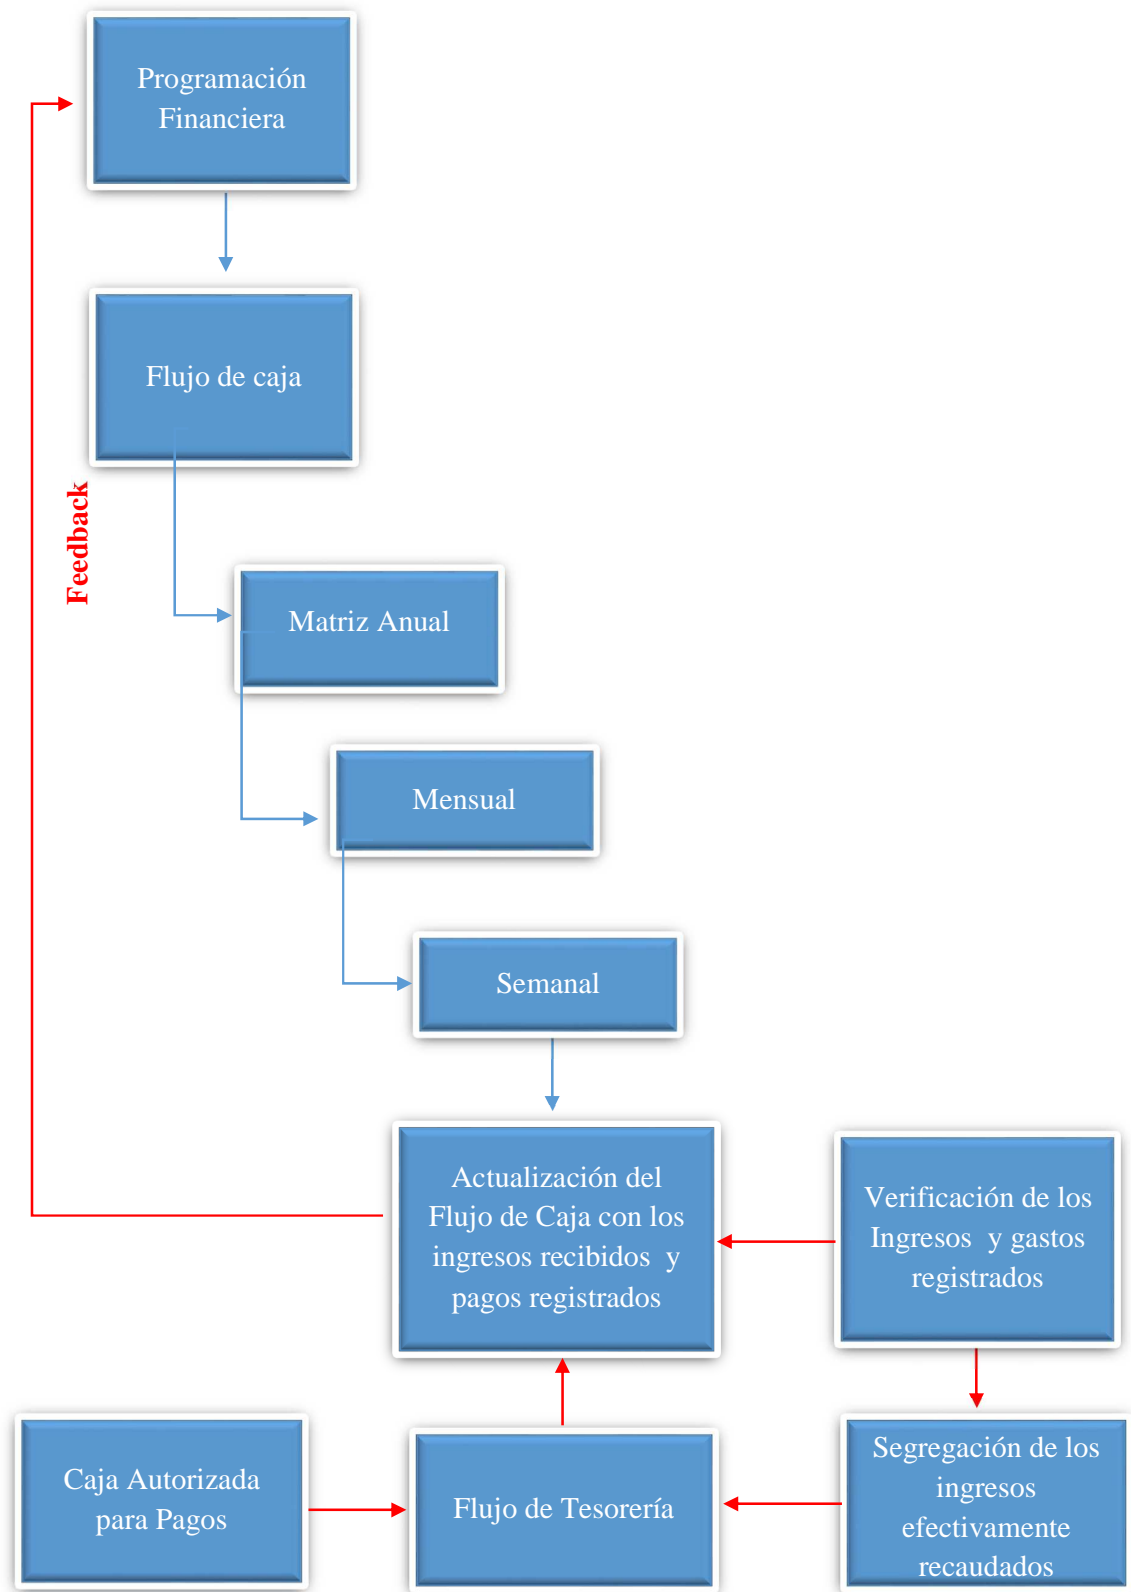 Programación
Financiera
Flujo de caja
Feedback
Matriz Anual
Mensual
Semanal
Actualización del
Flujo de Caja con los
ingresos recibidos  y
pagos registrados
Verificación de los
Ingresos  y gastos
registrados
Caja Autorizada
para Pagos
Flujo de Tesorería
Segregación de los
ingresos
efectivamente
recaudados